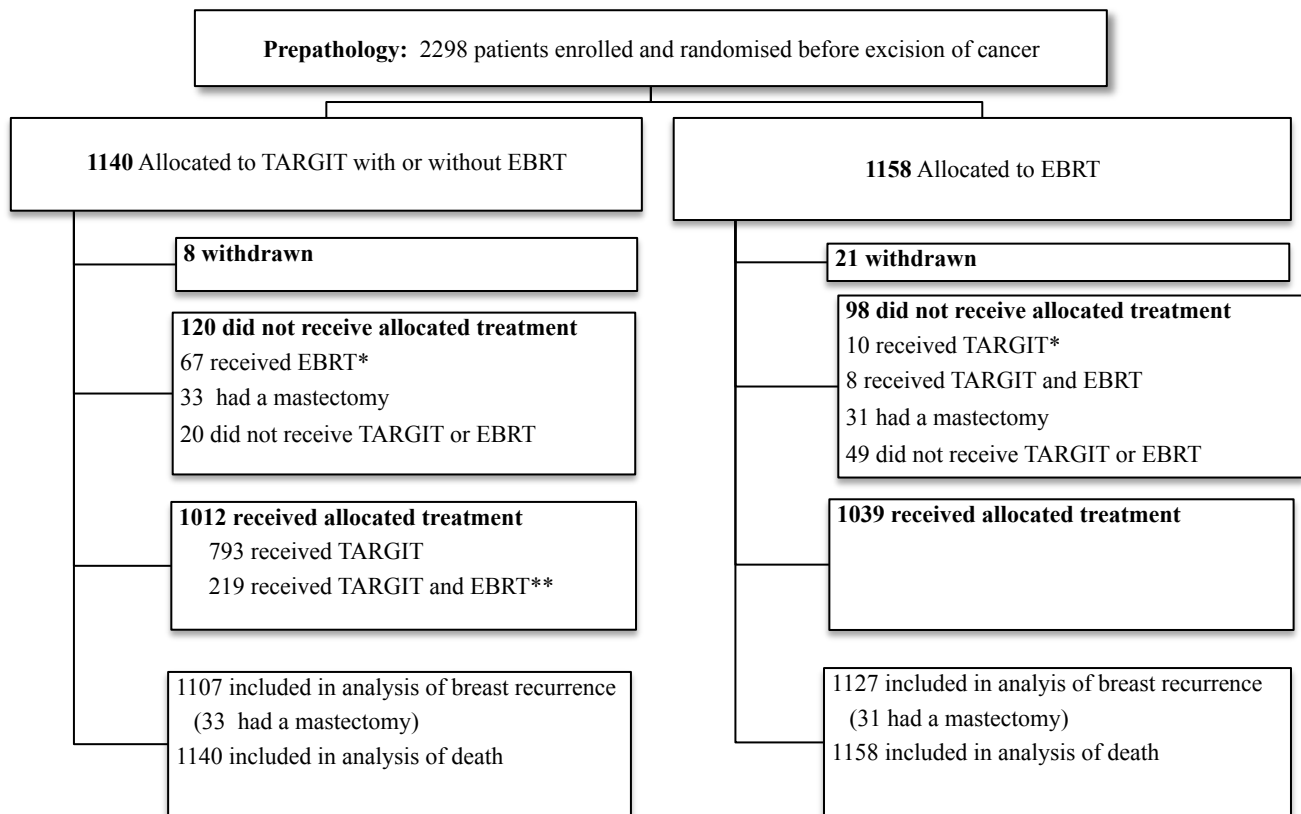 Prepathology: 2298 patients enrolled and randomised before excision of cancer
1140 Allocated to TARGIT with or without EBRT
8 withdrawn
120 did not receive allocated treatment
67 received EBRT*
33 had a mastectomy
20 did not receive TARGIT or EBRT
1012 received allocated treatment
793 received TARGIT
219 received TARGIT and EBRT**
1107 included in analysis of breast recurrence
(33 had a mastectomy)
1140 included in analysis of death
1158 Allocated to EBRT
21 withdrawn
98 did not receive allocated treatment
10 received TARGIT*
8 received TARGIT and EBRT
31 had a mastectomy
49 did not receive TARGIT or EBRT
1039 received allocated treatment
1127 included in analyis of breast recurrence
(31 had a mastectomy)
1158 included in analysis of death